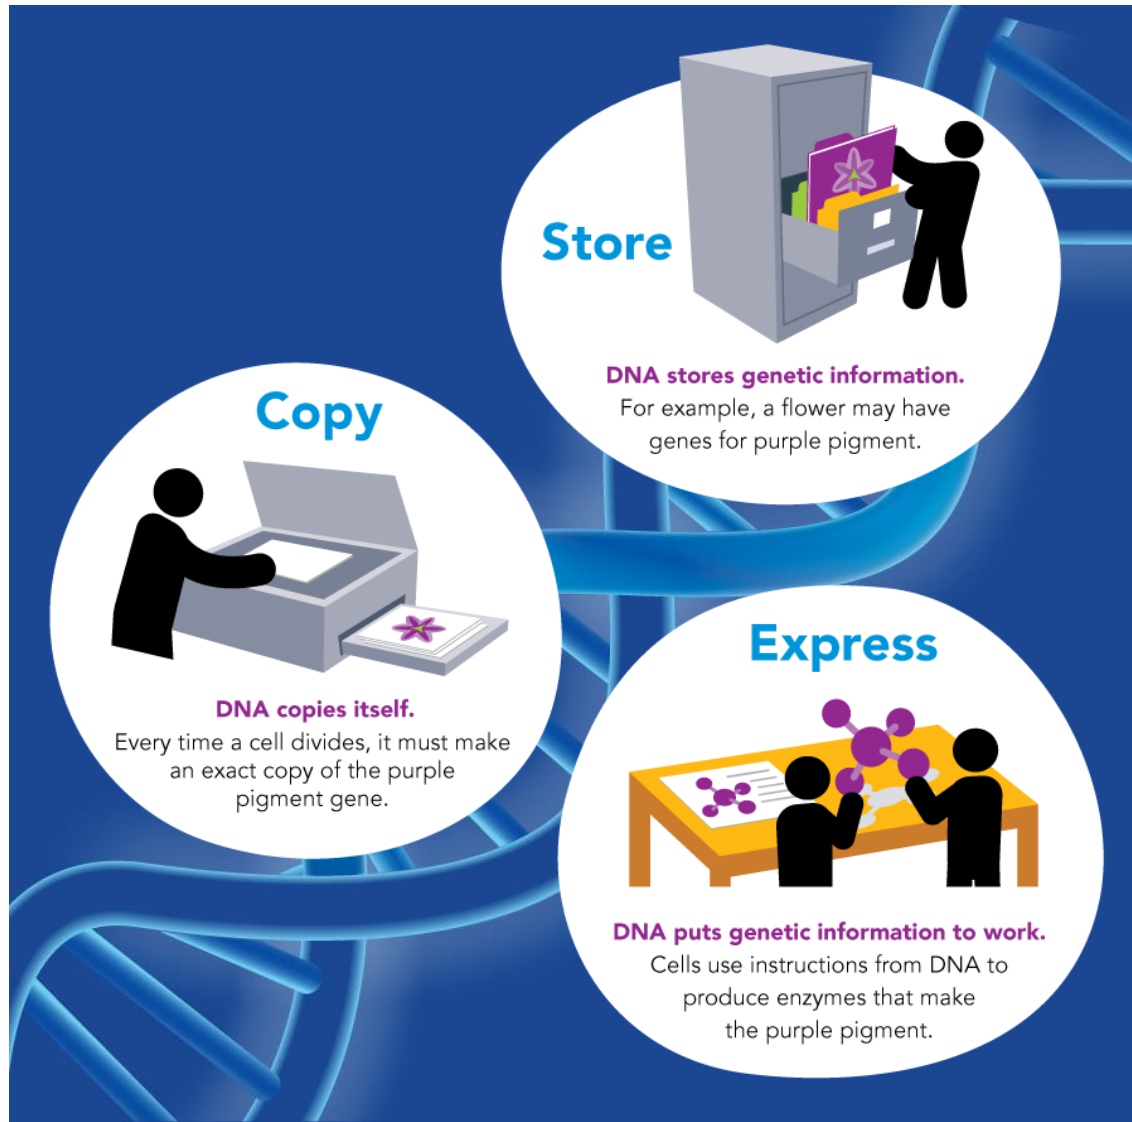 Store
DNA stores genetic information.
For example, a flower may have
genes for purple pigment.
Copy
DNA copies itself.
Every time a cell divides, it must make
an exact copy of the purple
pigment gene.
Express
DNA puts genetic information to work.
Cells use instructions from DNA to
produce enzymes that make
the purple pigment.